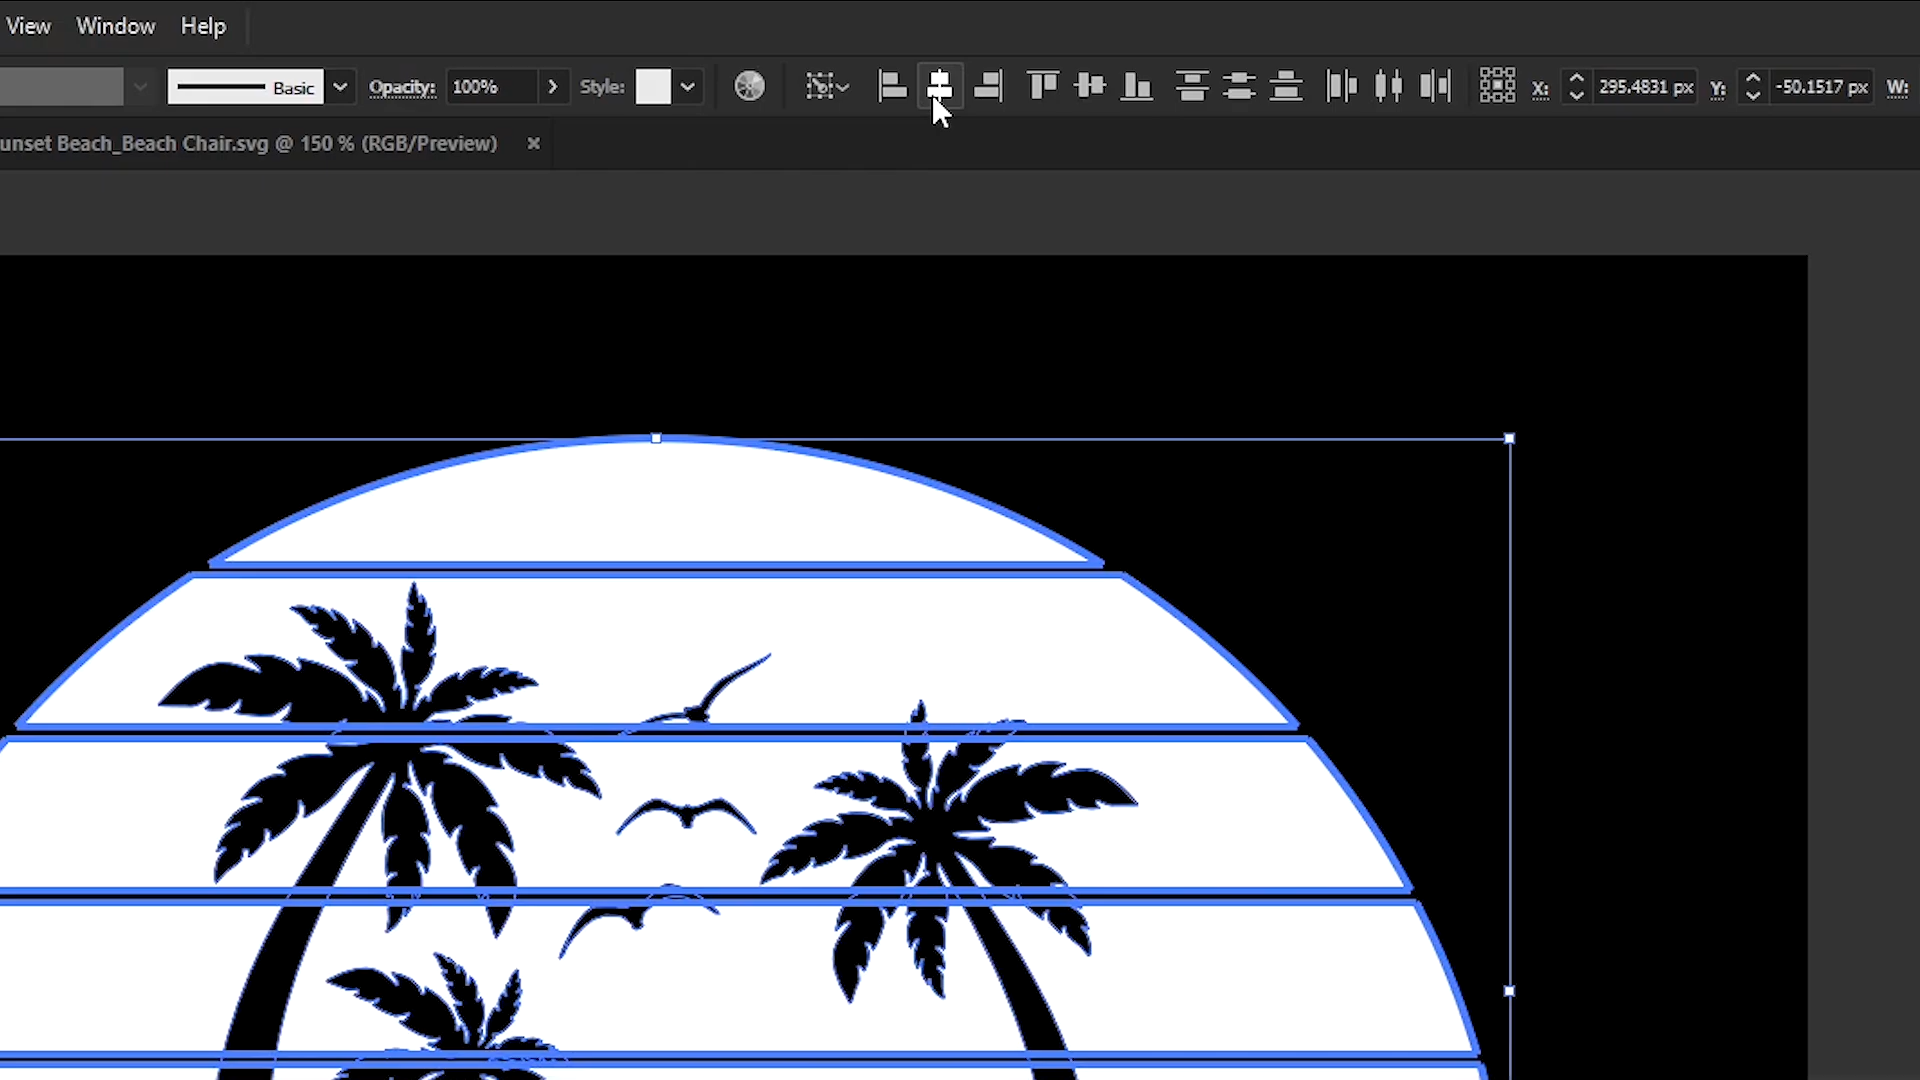 View Window Help
Basic Opacity: 100% Style: X: 295.4831 px Y: -50.1517 px W:
unset Beach_Beach Chair.svg @ 150 % (RGB/Preview) ×